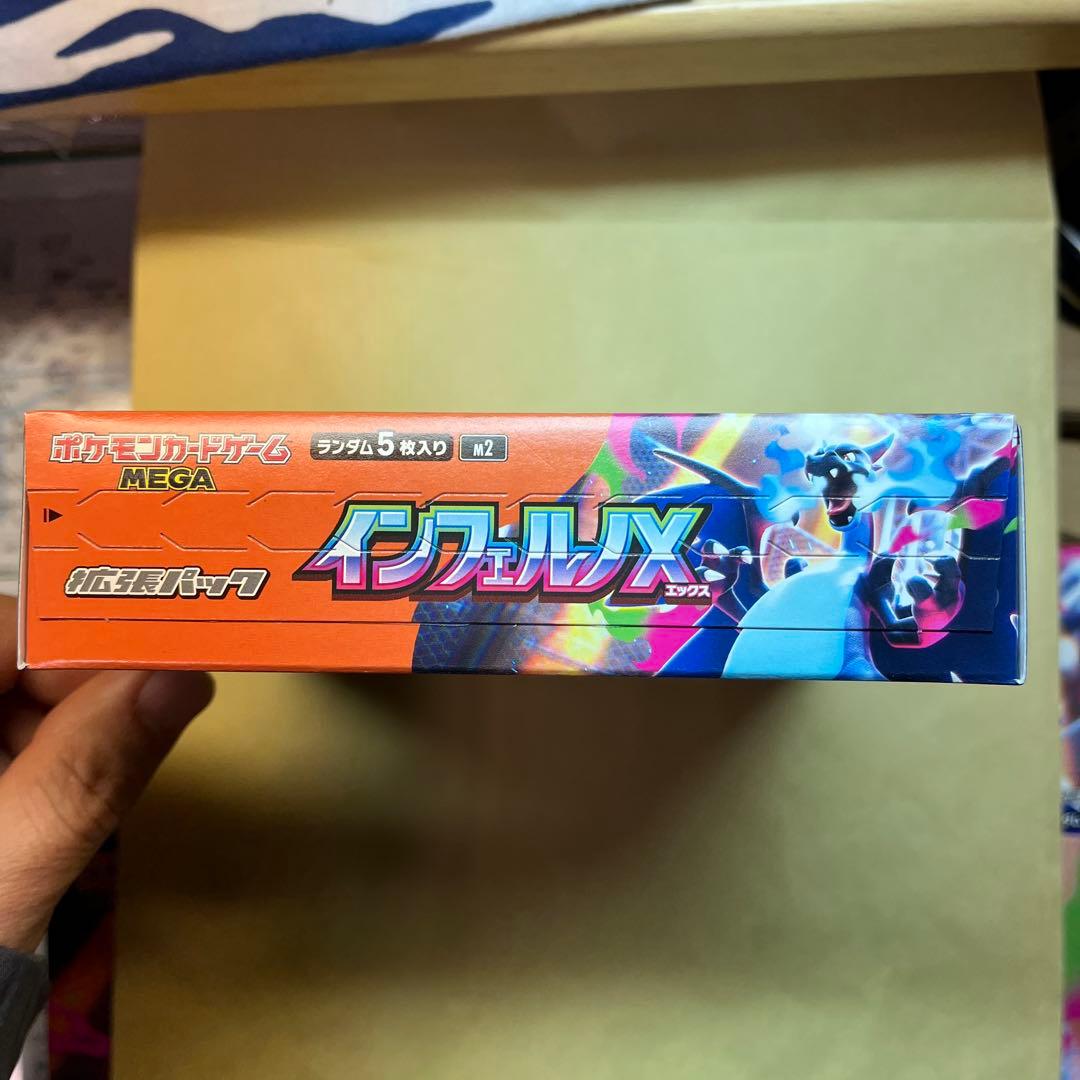 ポケモンカードゲーム
MEGA
ランダム5枚入り M2
拡張パック
インフェルノX
エックス